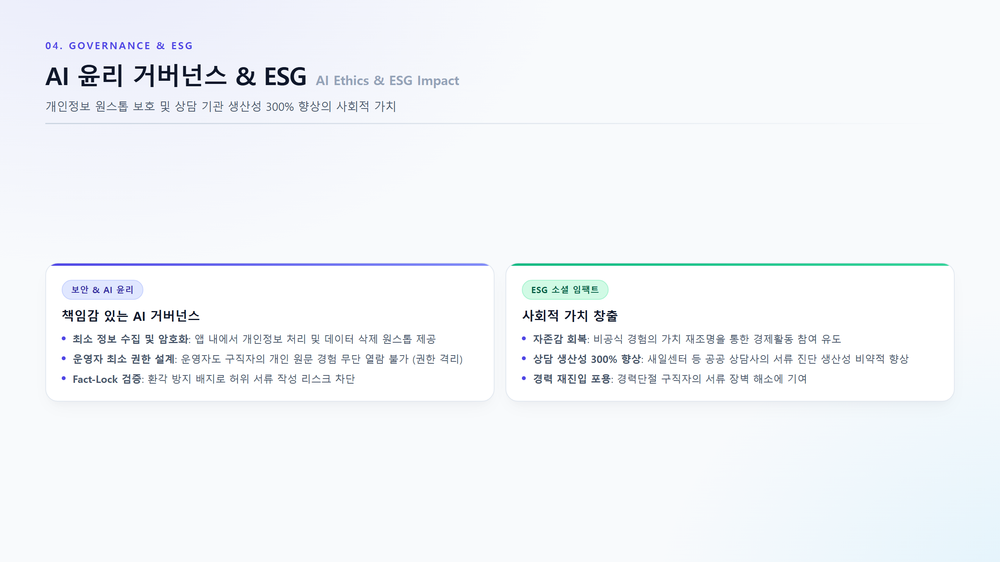 04. GOVERNANCE & ESG
AI 윤리 거버넌스 & ESG AI Ethics & ESG Impact
개인정보 원스톱 보호 및 상담 기관 생산성 300% 향상의 사회적 가치
보안 & AI 윤리
책임감 있는 AI 거버넌스
최소 정보 수집 및 암호화: 앱 내에서 개인정보 처리 및 데이터 삭제 원스톱 제공
운영자 최소 권한 설계: 운영자도 구직자의 개인 원문 경험 무단 열람 불가 (권한 격리)
Fact-Lock 검증: 환각 방지 배지로 허위 서류 작성 리스크 차단
ESG 소셜 임팩트
사회적 가치 창출
자존감 회복: 비공식 경험의 가치 재조명을 통한 경제활동 참여 유도
상담 생산성 300% 향상: 새일센터 등 공공 상담사의 서류 진단 생산성 비약적 향상
경력 재진입 포용: 경력단절 구직자의 서류 장벽 해소에 기여